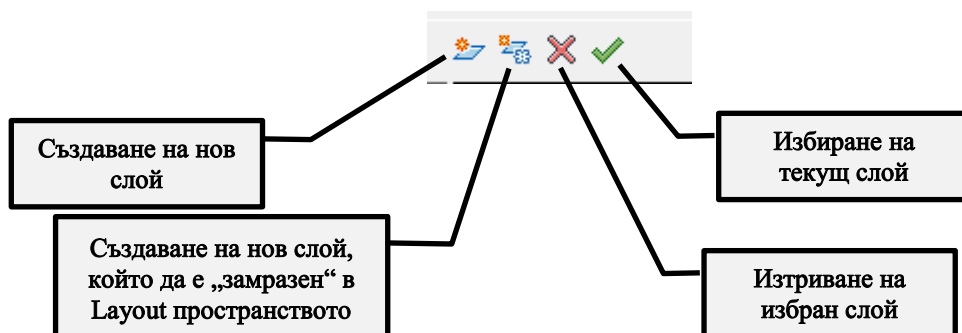 Създаване на нов
слой
Избиране на
текущ слой
Създаване на нов слой,
който да е „замразен“ в
Layout пространството
Изтриване на
избран слой